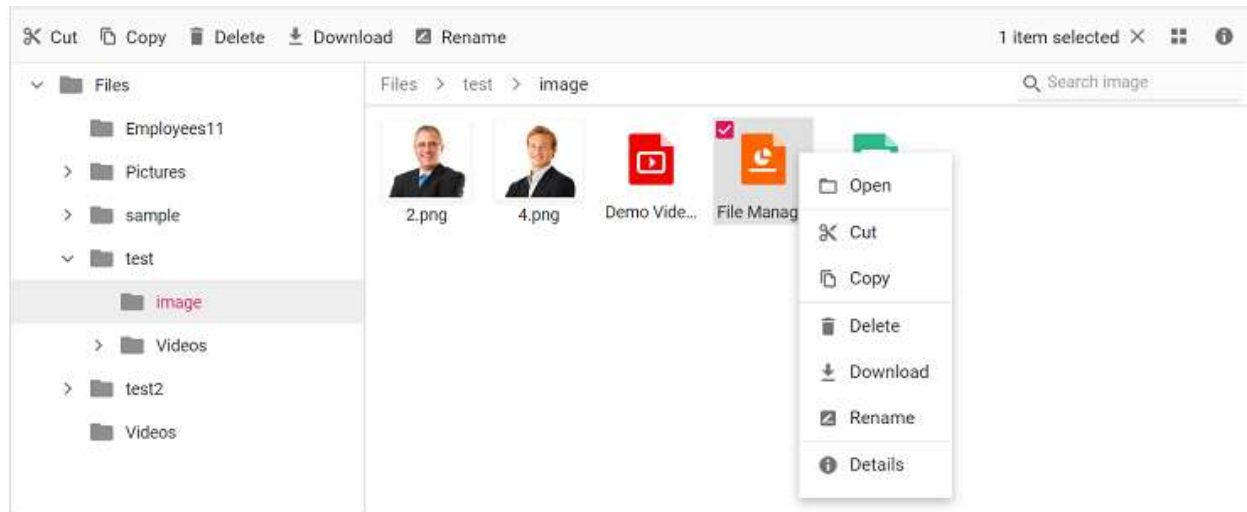 Cut Copy Delete Download Rename 1 item selected
Files
Employees11
Pictures
sample
test
image
Videos
test2
Videos
Files > test > image Search image
2.png 4.png Demo Vide... File Manag
Open
Cut
Copy
Delete
Download
Rename
Details